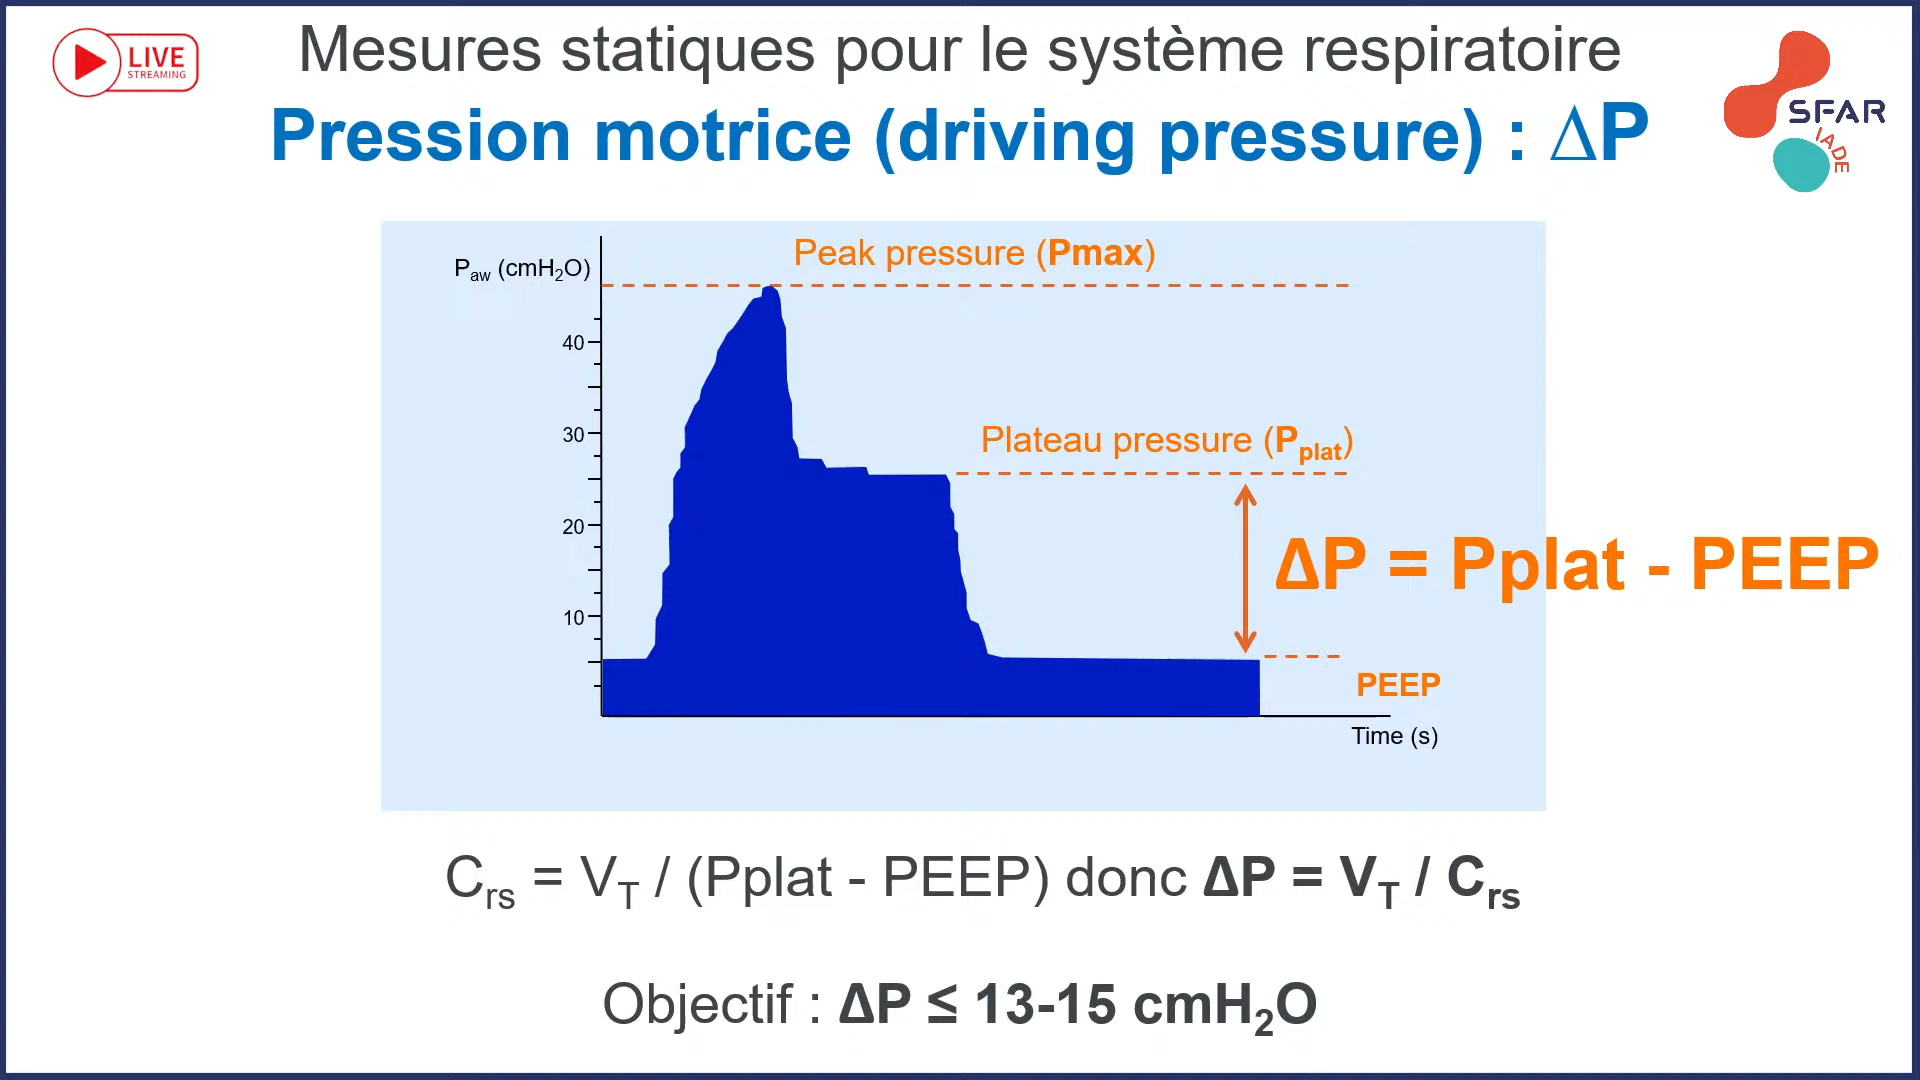 Mesures statiques pour le système respiratoire
LIVE
STREAMING
Pression motrice (driving pressure) : ΔP
SFAR
IADE
Peak pressure (Pmax)
Paw (cmH2O)
40
Plateau pressure (Pplat)
30
20
ΔP = Pplat - PEEP
10
PEEP
Time (s)
Crs = VT / (Pplat - PEEP) donc ΔP = VT / Crs
Objectif : ΔP ≤ 13-15 cmH2O